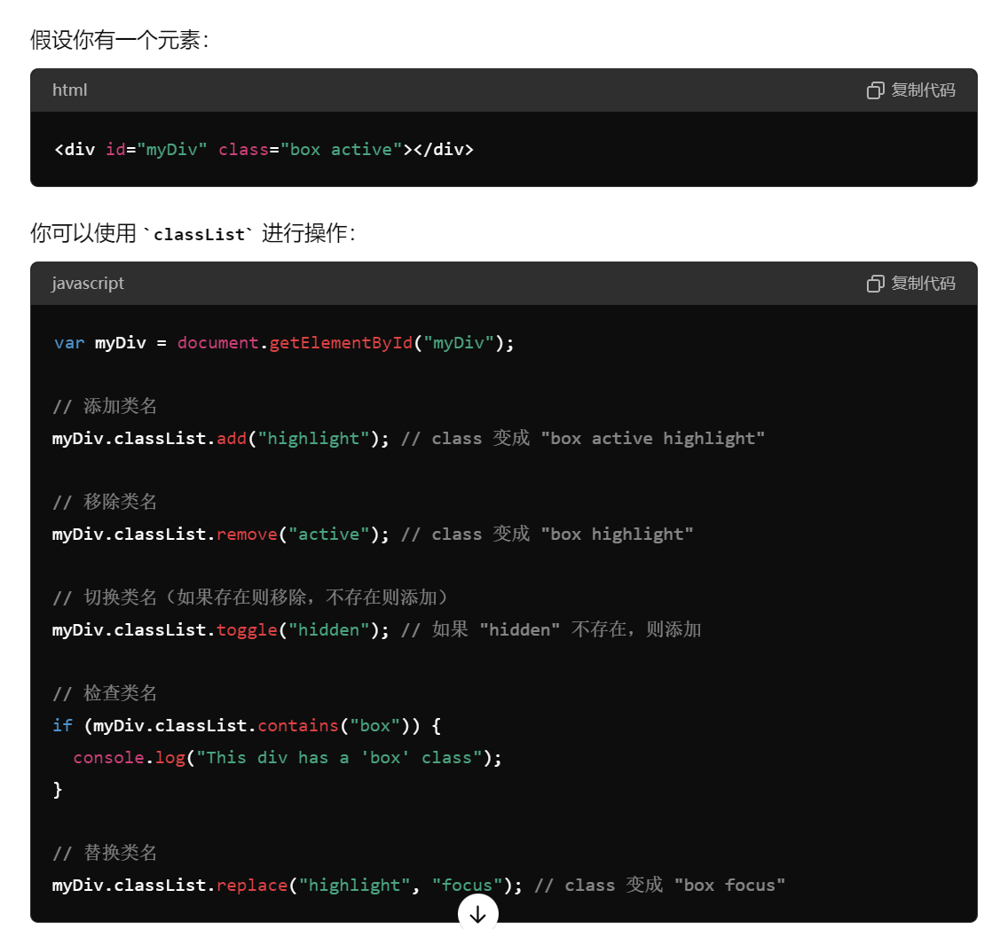 假设你有一个元素：
html
复制代码
<div id="myDiv" class="box active"></div>
你可以使用 `classList` 进行操作：
javascript
复制代码
var myDiv = document.getElementById("myDiv");
// 添加类名
myDiv.classList.add("highlight"); // class 变成 "box active highlight"
// 移除类名
myDiv.classList.remove("active"); // class 变成 "box highlight"
// 切换类名（如果存在则移除，不存在则添加）
myDiv.classList.toggle("hidden"); // 如果 "hidden" 不存在，则添加
// 检查类名
if (myDiv.classList.contains("box")) {
  console.log("This div has a 'box' class");
}
// 替换类名
myDiv.classList.replace("highlight", "focus"); // class 变成 "box focus"